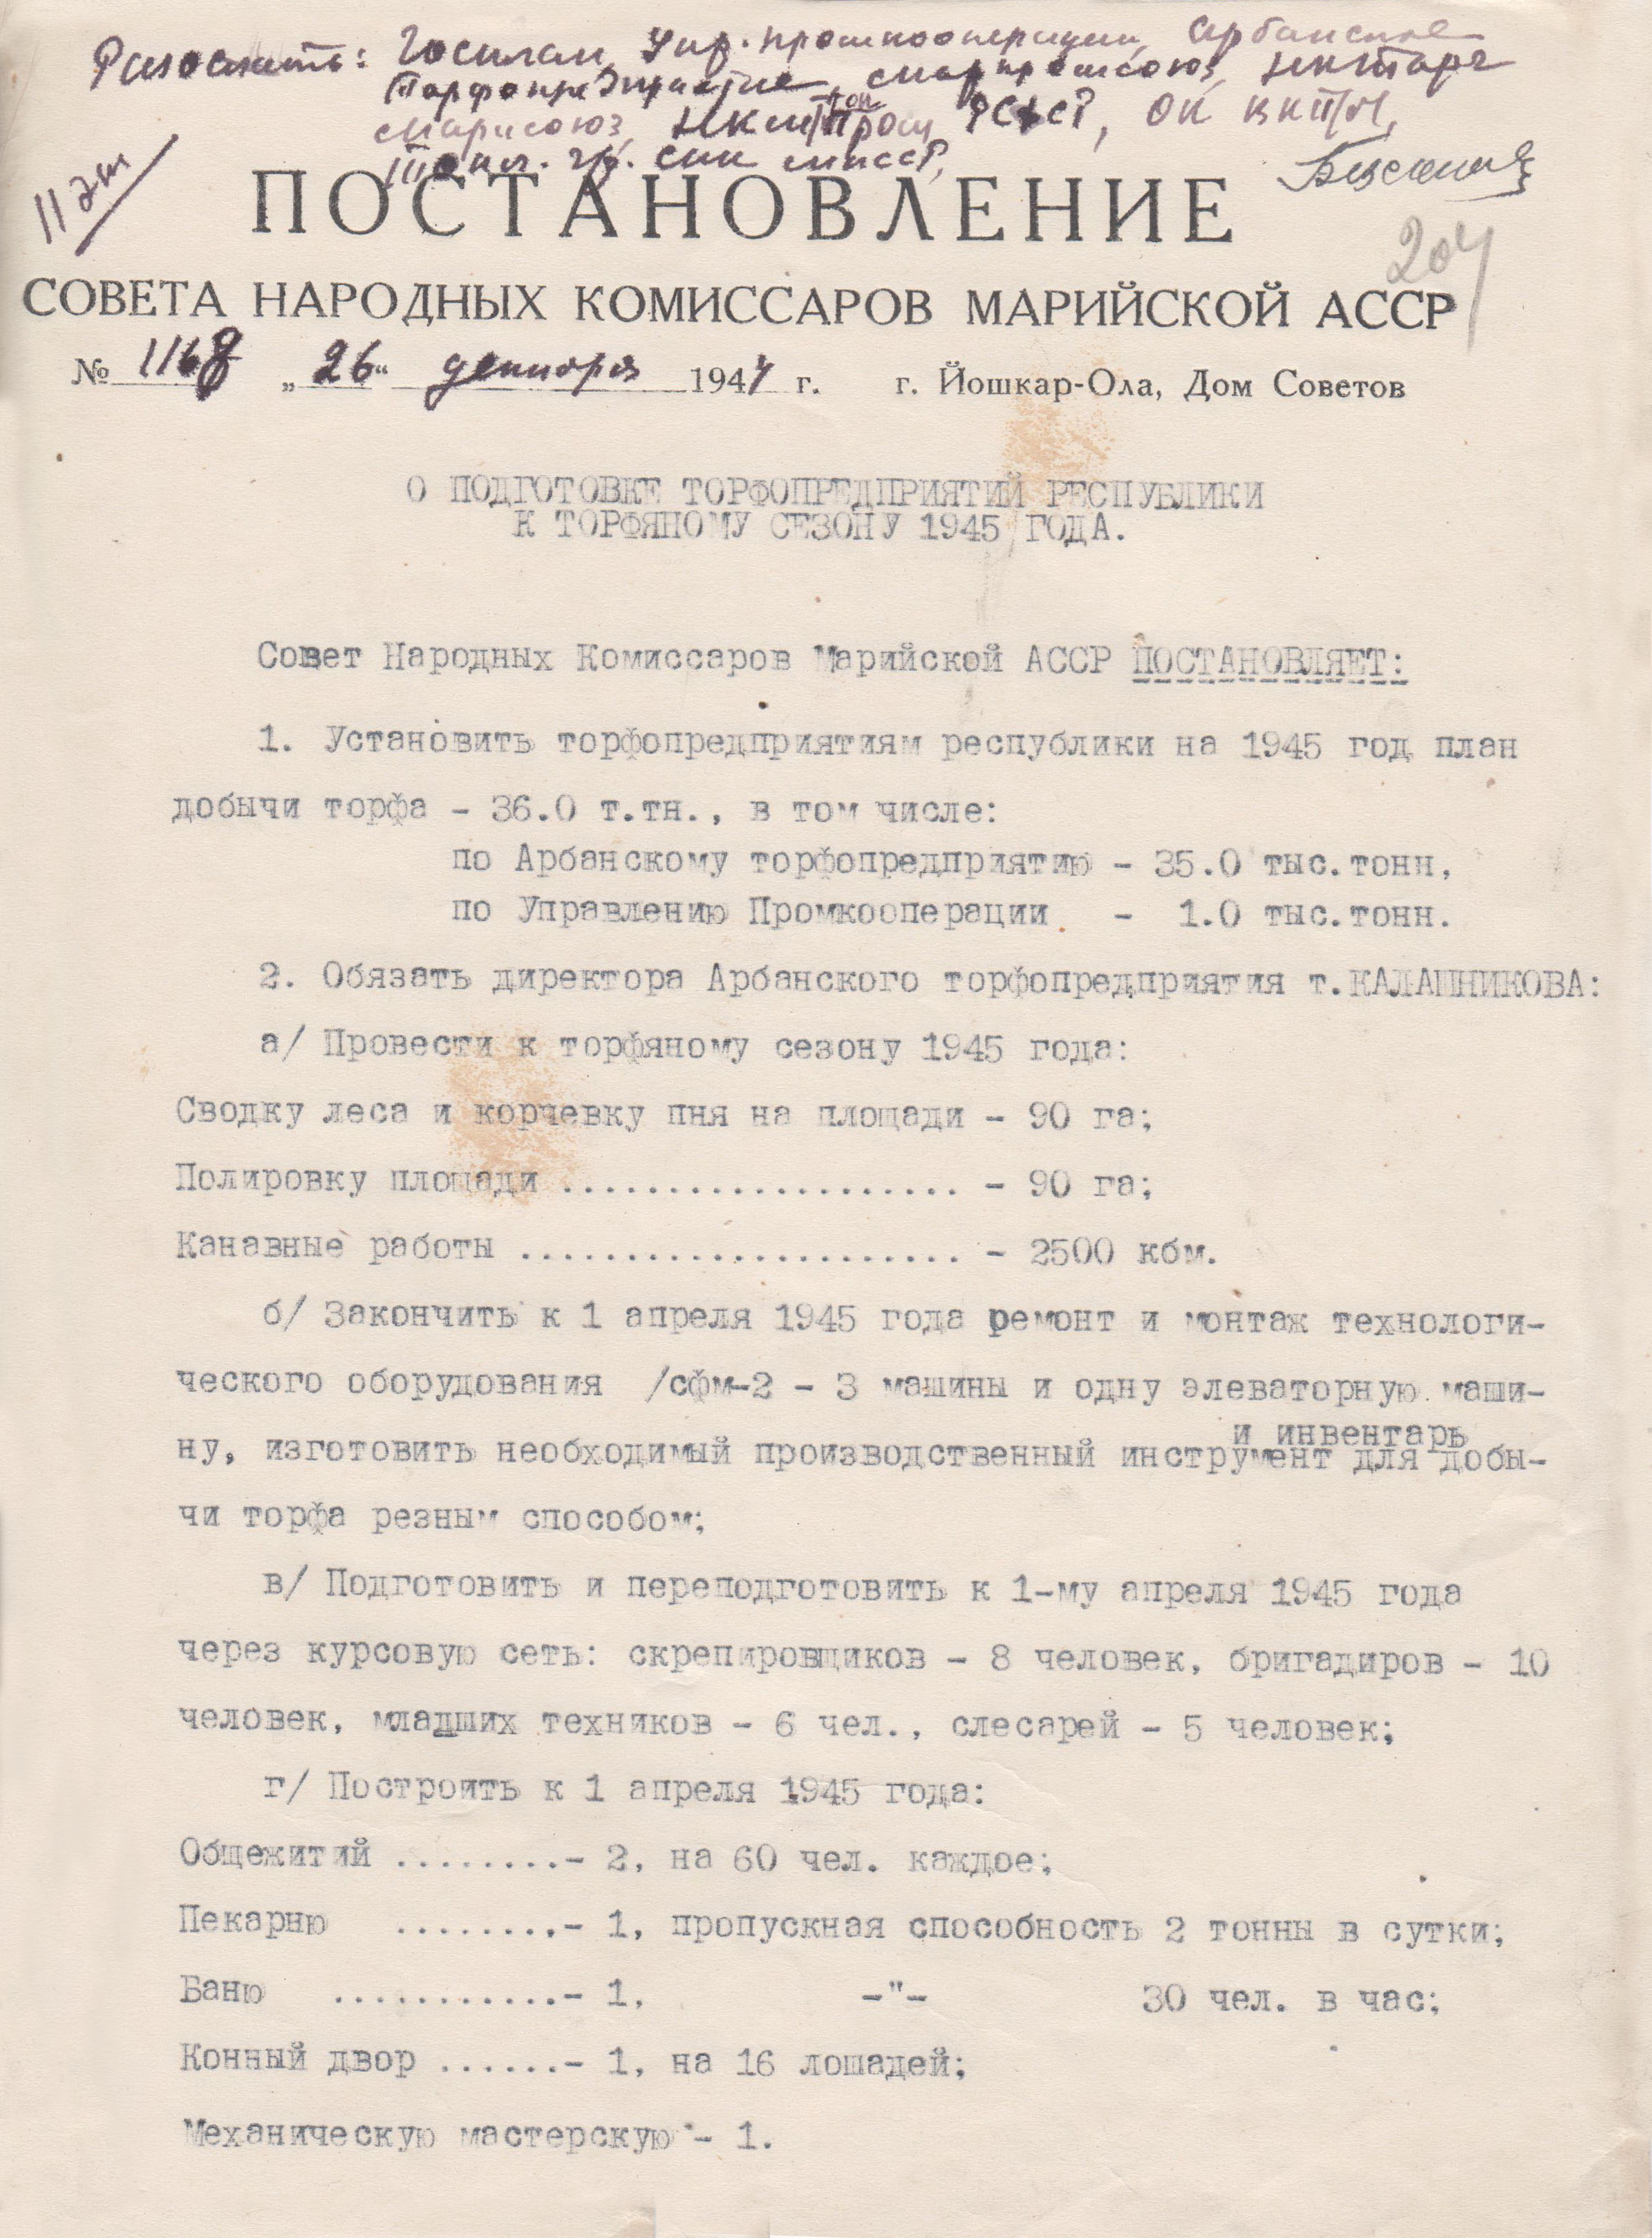 Разослать: Госплан, Упр. промкооперации, Арбанское
Торфопредприятие, Марпромсоюз, НКторг
Марисоюз, НКТоппром РСФСР, ОК ВКП/б/,
гр. СНК МАССР,
11 экт
ПОСТАНОВЛЕНИЕ
204
СОВЕТА НАРОДНЫХ КОМИССАРОВ МАРИЙСКОЙ АССР
№ 1168 „26“ декабря 1944 г. г. Йошкар-Ола, Дом Советов
О ПОДГОТОВКЕ ТОРФОПРЕДПРИЯТИЙ РЕСПУБЛИКИ
К ТОРФЯНОМУ СЕЗОНУ 1945 ГОДА.
Совет Народных Комиссаров Марийской АССР ПОСТАНОВЛЯЕТ:
1. Установить торфопредприятиям республики на 1945 год план
добычи торфа - 36.0 т.тн., в том числе:
по Арбанскому торфопредприятию - 35.0 тыс.тонн,
по Управлению Промкооперации - 1.0 тыс.тонн.
2. Обязать директора Арбанского торфопредприятия т.КАЛАШНИКОВА:
а/ Провести к торфяному сезону 1945 года:
Сводку леса и корчевку пня на площади - 90 га;
Полировку площади ................... - 90 га;
Канавные работы ..................... - 2500 кбм.
б/ Закончить к 1 апреля 1945 года ремонт и монтаж технологи-
ческого оборудования /сфм-2 - 3 машины и одну элеваторную маши-
и инвентарь
ну, изготовить необходимый производственный инструмент для добы-
чи торфа резным способом;
в/ Подготовить и переподготовить к 1-му апреля 1945 года
через курсовую сеть: скрепировщиков - 8 человек, бригадиров - 10
человек, младших техников - 6 чел., слесарей - 5 человек;
г/ Построить к 1 апреля 1945 года:
Общежитий ........- 2, на 60 чел. каждое;
Пекарню ........- 1, пропускная способность 2 тонны в сутки;
Баню ...........- 1, -"- 30 чел. в час;
Конный двор ......- 1, на 16 лошадей;
Механическую мастерскую - 1.